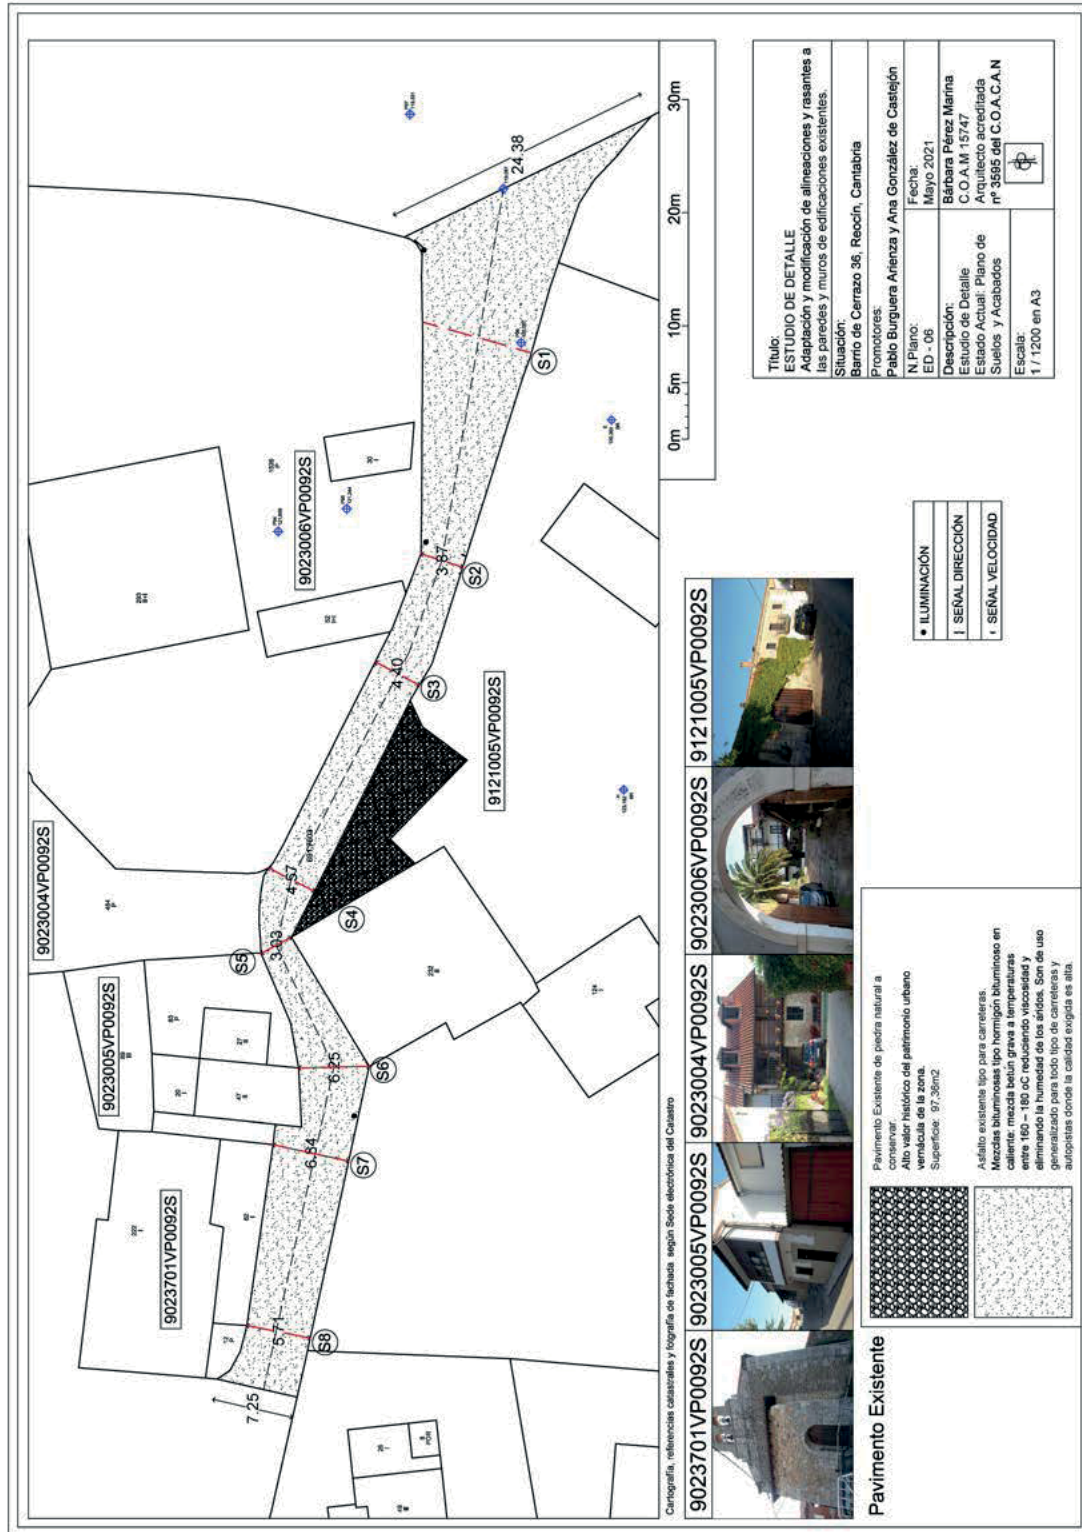 9023004VP0092S
9023005VP0092S
9023006VP0092S
9023701VP0092S
9121005VP0092S
7.25
5.71
6.64
6.25
3.03
4.57
4.40
3.87
24.38
S8
S7
S6
S5
S4
S3
S2
S1
0m 5m 10m 20m 30m
Cartografía, referencias catastrales y fotgrafía de fachada según Sede electrónica del Catastro
9023701VP0092S 9023005VP0092S 9023004VP0092S 9023006VP0092S 9121005VP0092S
Pavimento Existente
Pavimento Existente de piedra natural a
conservar.
Alto valor histórico del patrimonio urbano
vernácula de la zona.
Superficie: 97,36m2
Asfalto existente tipo para carreteras.
Mezclas bituminosas tipo hormigón bituminoso en
caliente: mezcla betun grava a temperaturas
entre 160 – 180 oC reduciendo viscosidad y
eliminando la humedad de los áridos. Son de uso
generalizado para todo tipo de carreteras y
autopistas donde la calidad exigida es alta.
ILUMINACIÓN
SEÑAL DIRECCIÓN
SEÑAL VELOCIDAD
Título:
ESTUDIO DE DETALLE
Adaptación y modificación de alineaciones y rasantes a
las paredes y muros de edificaciones existentes.
Situación:
Barrio de Cerrazo 36, Reocín, Cantabria
Promotores:
Pablo Burguera Arienza y Ana González de Castejón
N.Plano:
ED - 06
Fecha:
Mayo 2021
Descripción:
Estudio de Detalle
Estado Actual: Plano de
Suelos y Acabados
Bárbara Pérez Marina
C.O.A.M 15747
Arquitecto acreditada
nº 3595 del C.O.A.C.A.N
Escala:
1 / 1200 en A3